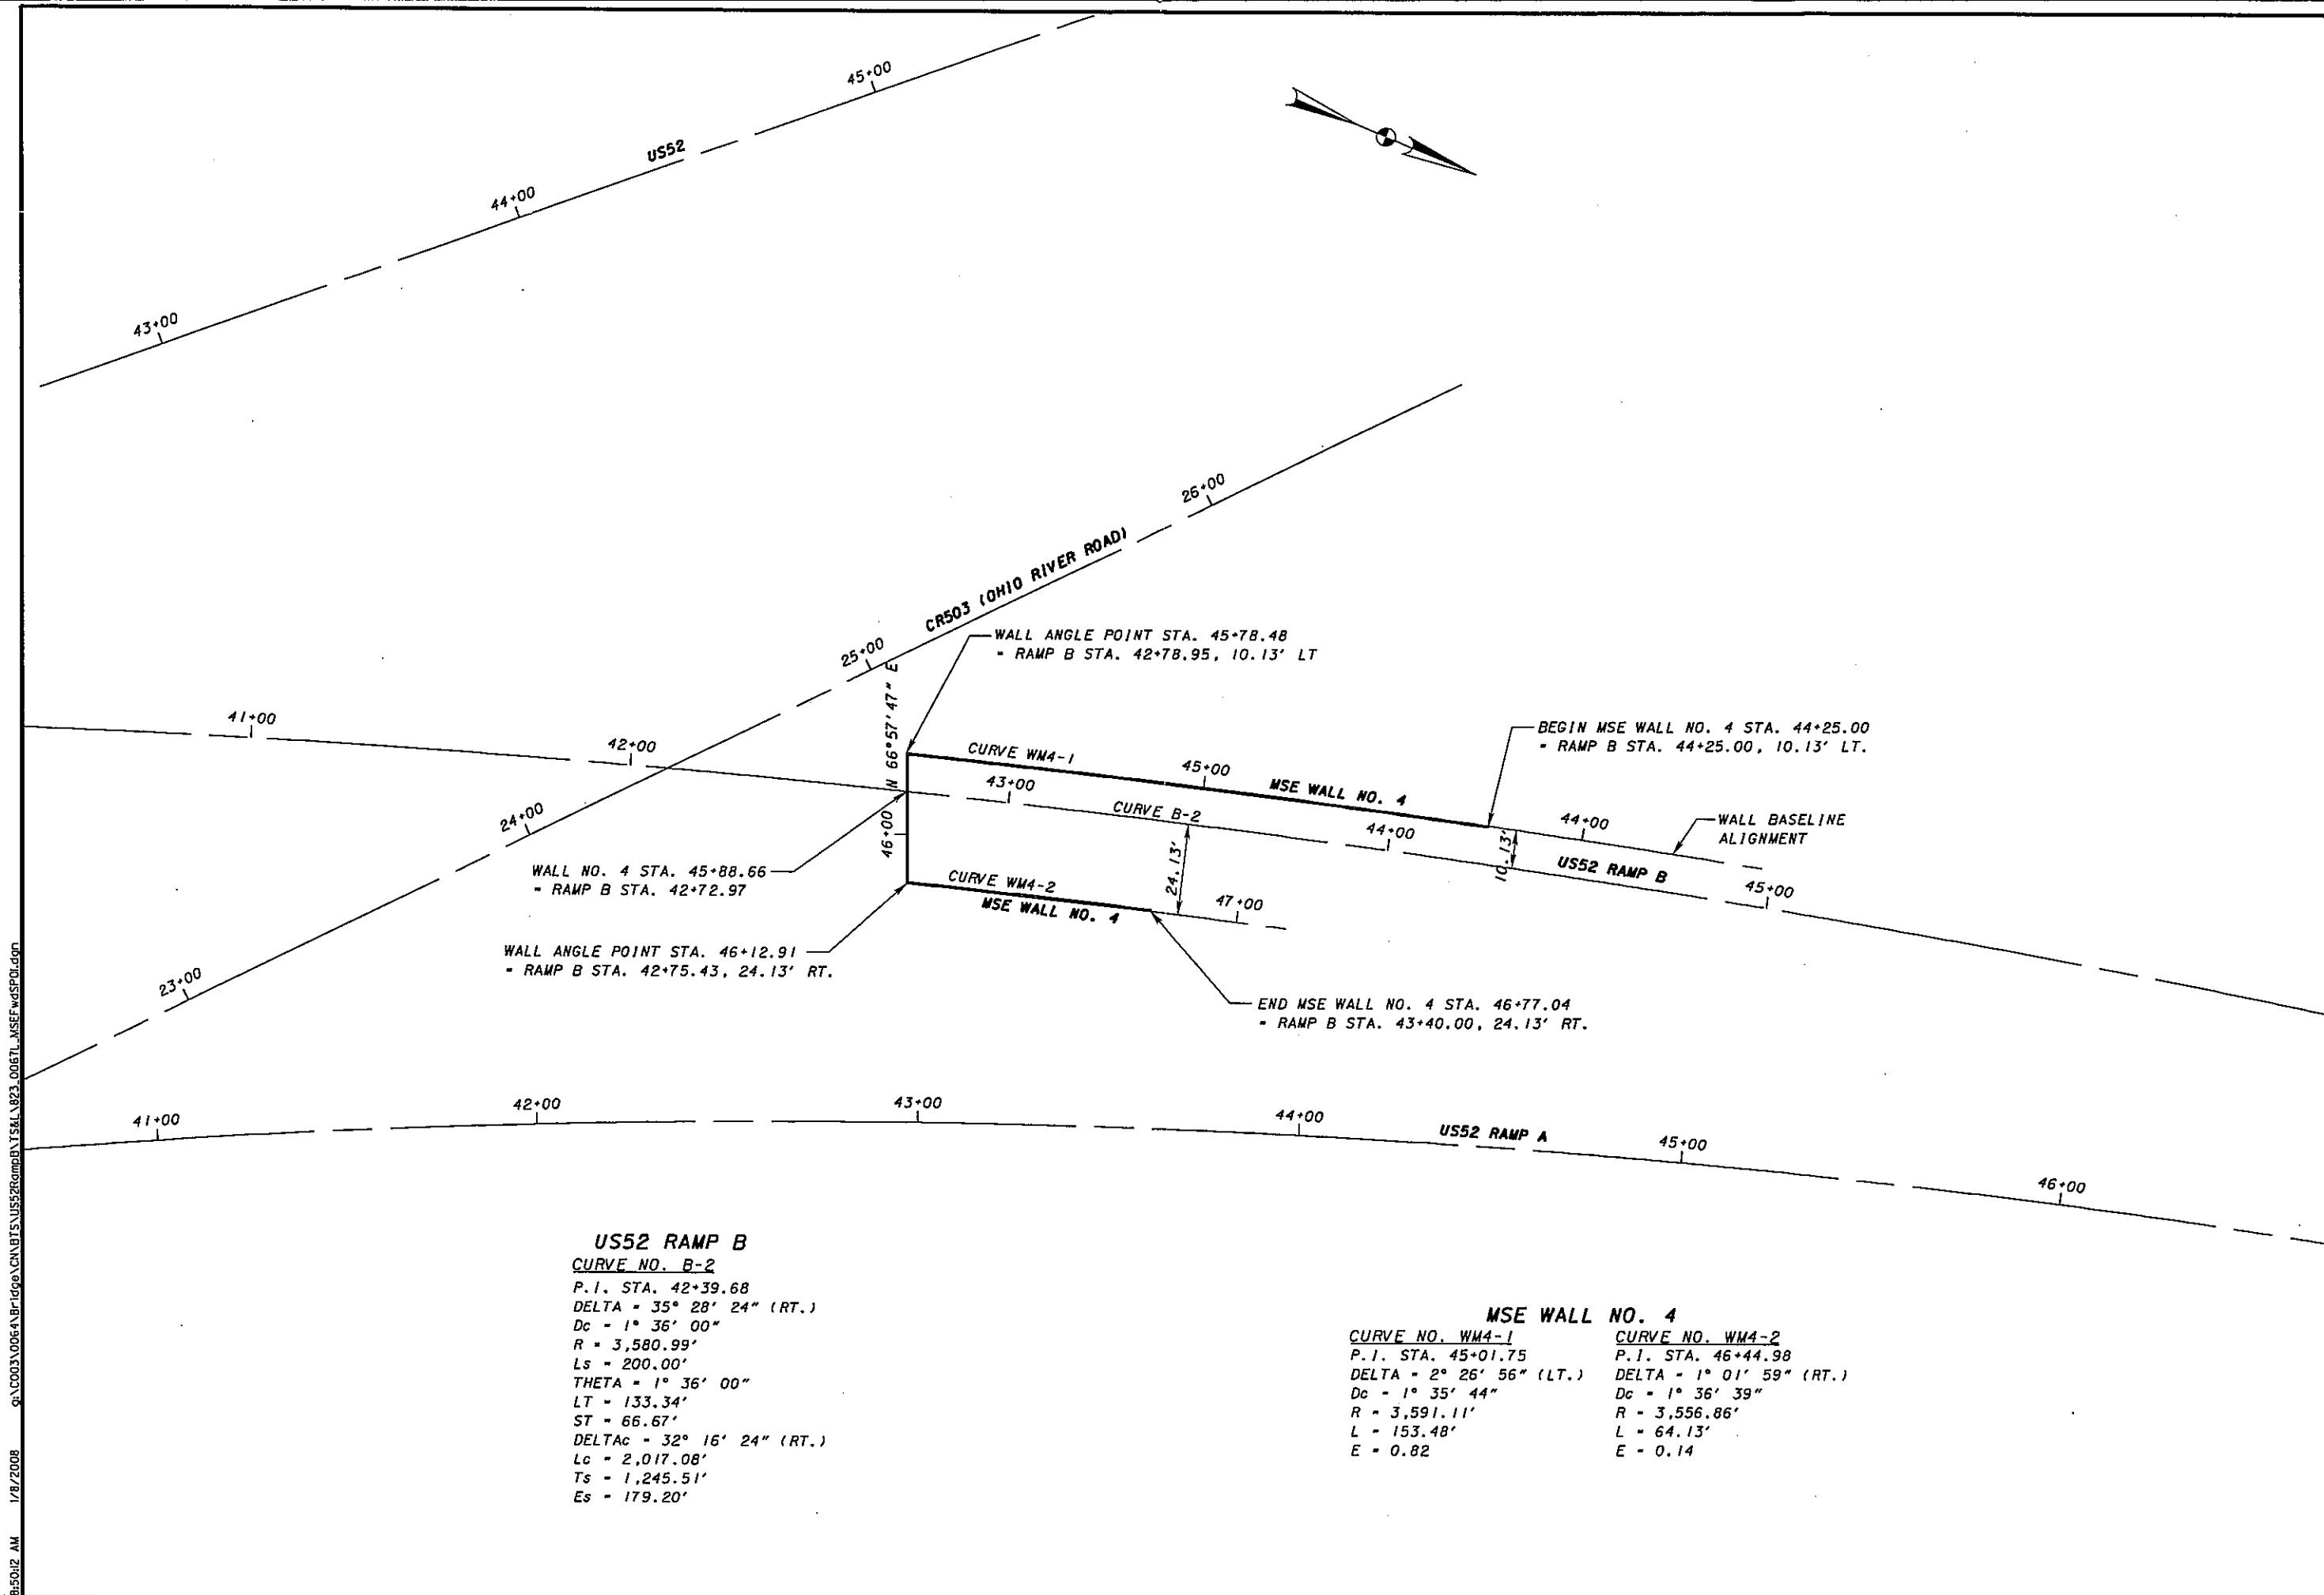 45+00
US52
44+00
43+00
26+00
CR503 (OHIO RIVER ROAD)
25+00
24+00
23+00
N 66°57'47" E
WALL ANGLE POINT STA. 45+78.48
= RAMP B STA. 42+78.95, 10.13' LT
41+00
42+00
CURVE WM4-1
45+00
MSE WALL NO. 4
BEGIN MSE WALL NO. 4 STA. 44+25.00
= RAMP B STA. 44+25.00, 10.13' LT.
43+00
CURVE B-2
44+00
10.13'
44+00
WALL BASELINE
ALIGNMENT
US52 RAMP B
45+00
46+00
24.13'
WALL NO. 4 STA. 45+88.66
= RAMP B STA. 42+72.97
CURVE WM4-2
MSE WALL NO. 4
47+00
WALL ANGLE POINT STA. 46+12.91
= RAMP B STA. 42+75.43, 24.13' RT.
END MSE WALL NO. 4 STA. 46+77.04
= RAMP B STA. 43+40.00, 24.13' RT.
41+00
42+00
43+00
44+00
US52 RAMP A
45+00
46+00
US52 RAMP B
CURVE NO. B-2
P.I. STA. 42+39.68
DELTA = 35° 28' 24" (RT.)
Dc = 1° 36' 00"
R = 3,580.99'
Ls = 200.00'
THETA = 1° 36' 00"
LT = 133.34'
ST = 66.67'
DELTAc = 32° 16' 24" (RT.)
Lc = 2,017.08'
Ts = 1,245.51'
Es = 179.20'
MSE WALL NO. 4
CURVE NO. WM4-1
P.I. STA. 45+01.75
DELTA = 2° 26' 56" (LT.)
Dc = 1° 35' 44"
R = 3,591.11'
L = 153.48'
E = 0.82
CURVE NO. WM4-2
P.I. STA. 46+44.98
DELTA = 1° 01' 59" (RT.)
Dc = 1° 36' 39"
R = 3,556.86'
L = 64.13'
E = 0.14
8:50:12 AM 1/8/2008 g:\C003\0064\Bridge\CN\BTS\US52RampB\TS&L\823_0067L_MSEFwdSP01.dgn